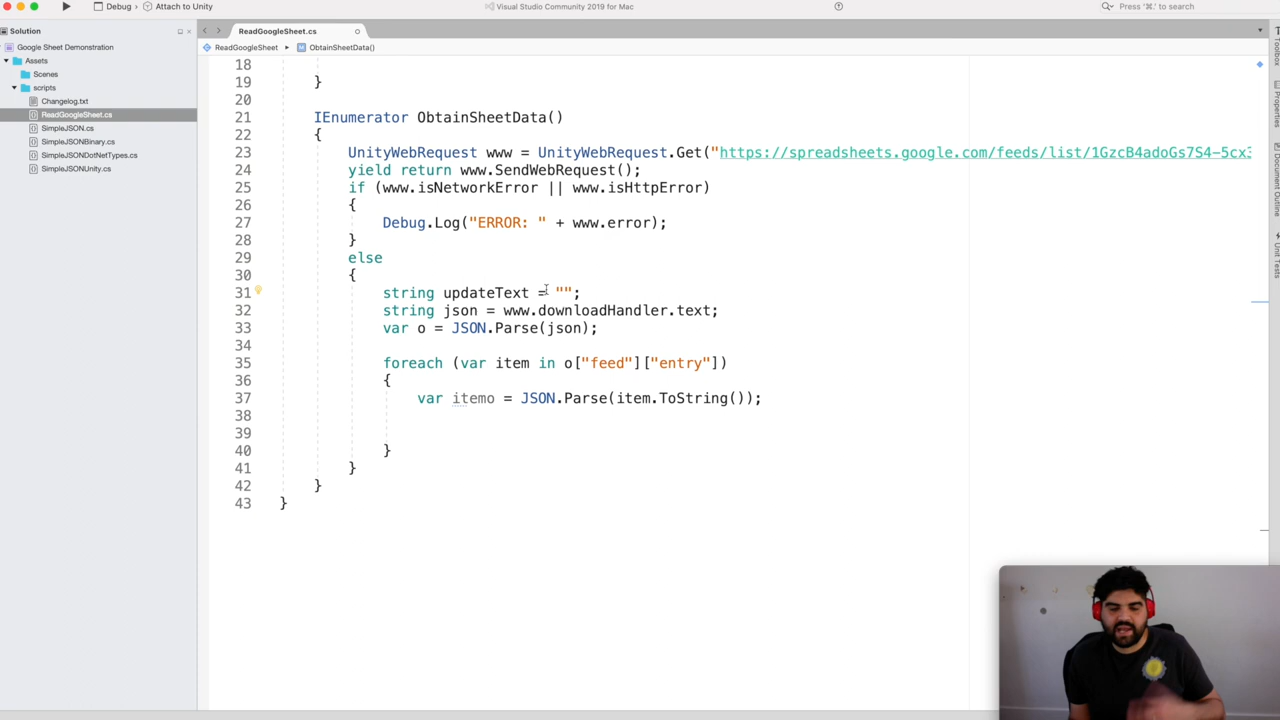 Debug
Attach to Unity
Visual Studio Community 2019 for Mac
Press '⌘.' to search
Solution
ReadGoogleSheet.cs
Google Sheet Demonstration
ReadGoogleSheet
ObtainSheetData()
Assets
Scenes
scripts
Changelog.txt
ReadGoogleSheet.cs
SimpleJSON.cs
SimpleJSONBinary.cs
SimpleJSONDotNetTypes.cs
SimpleJSONUnity.cs
18
19 }
20
21 IEnumerator ObtainSheetData()
22 {
23 UnityWebRequest www = UnityWebRequest.Get("https://spreadsheets.google.com/feeds/list/1GzcB4adoGs7S4-5cx
24 yield return www.SendWebRequest();
25 if (www.isNetworkError || www.isHttpError)
26 {
27 Debug.Log("ERROR: " + www.error);
28 }
29 else
30 {
31 string updateText = "";
32 string json = www.downloadHandler.text;
33 var o = JSON.Parse(json);
34
35 foreach (var item in o["feed"]["entry"])
36 {
37 var itemo = JSON.Parse(item.ToString());
38
39
40 }
41 }
42 }
43 }
Toolbox
Properties
Document Outline
Unit Tests